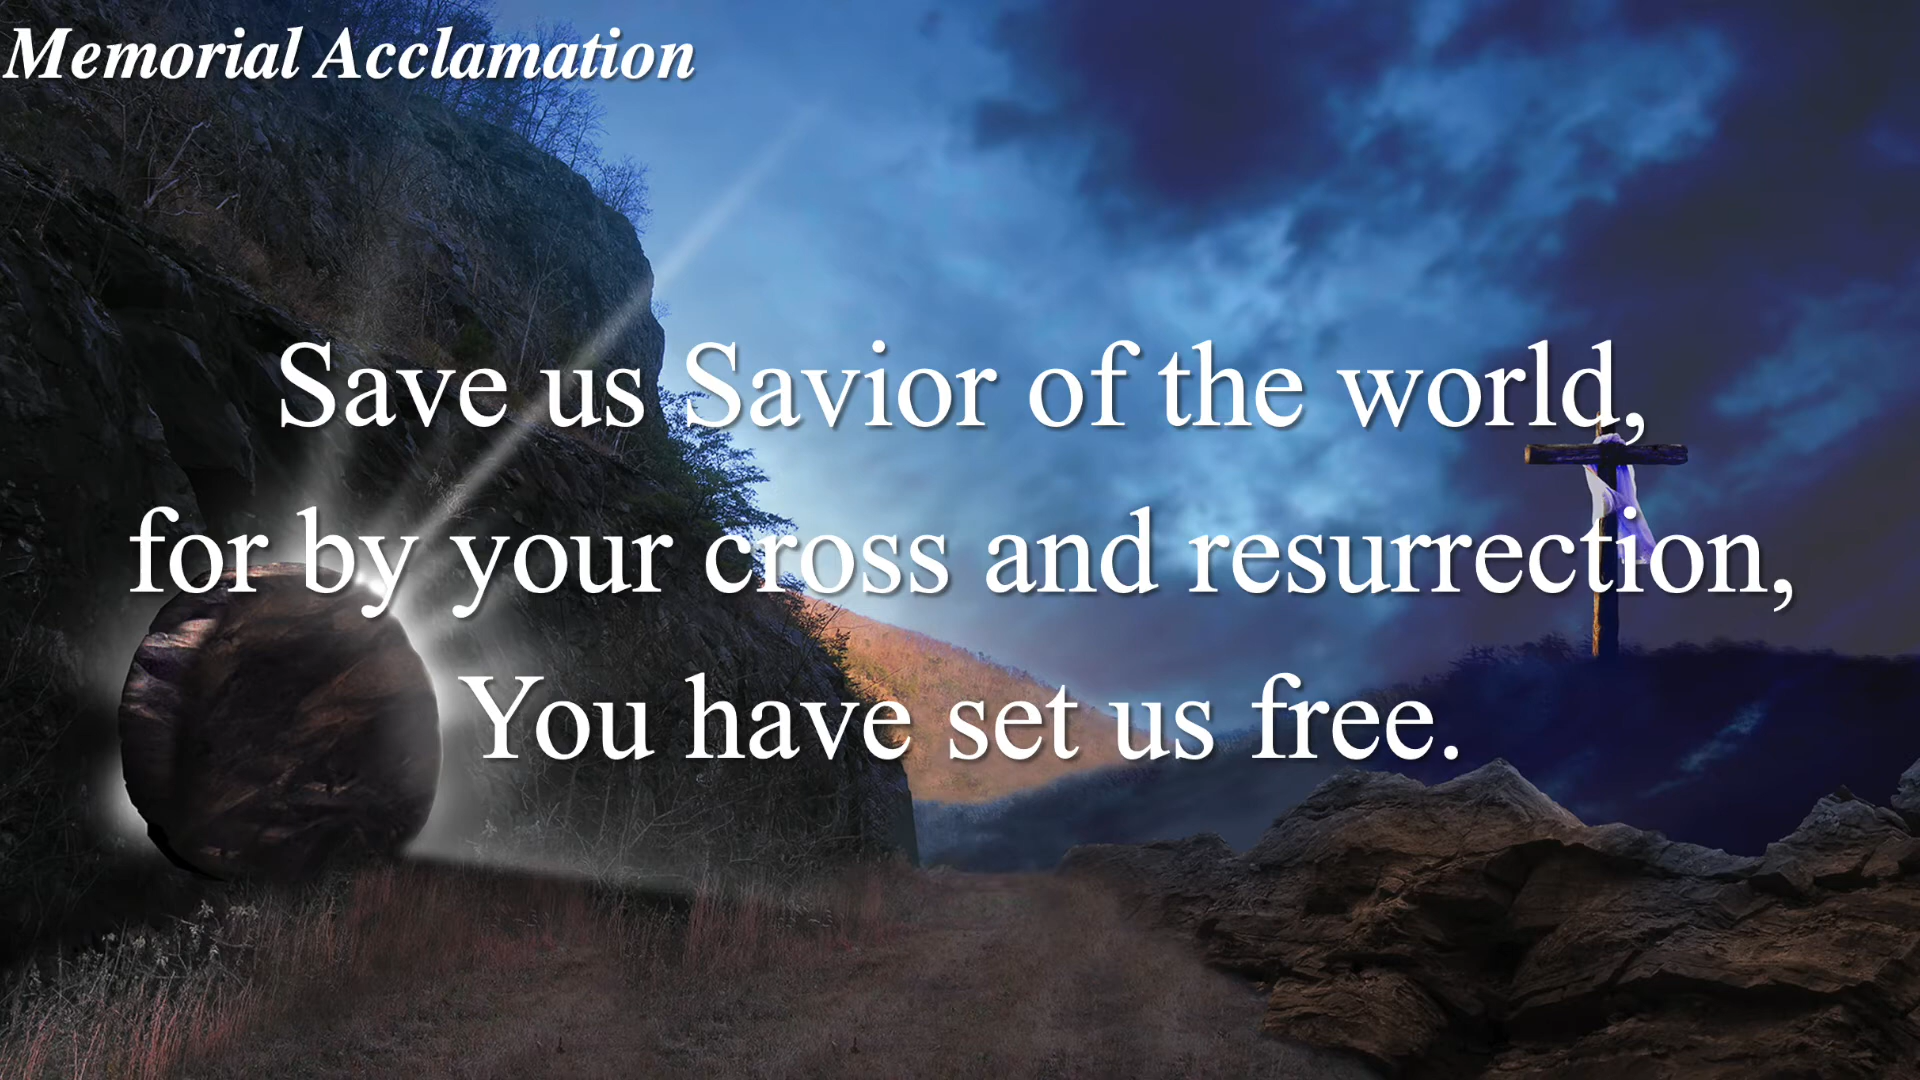 Memorial Acclamation
Save us Savior of the world,
for by your cross and resurrection,
You have set us free.